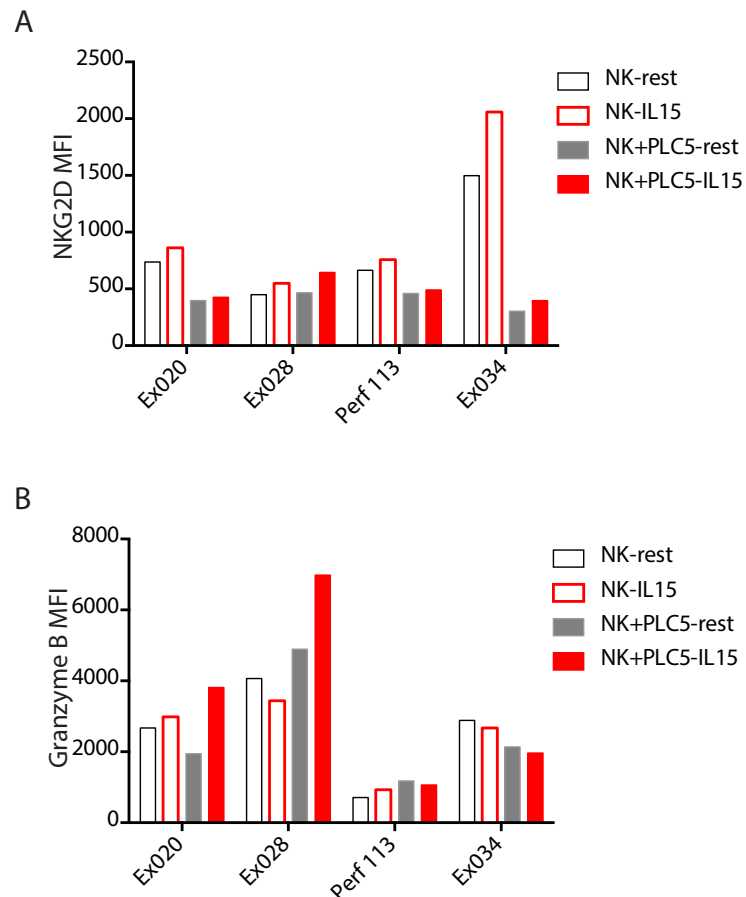 A
2500
2000
1500
1000
500
0
NKG2D MFI
NK-rest
NK-IL15
NK+PLC5-rest
NK+PLC5-IL15
Ex020
Ex028
Perf 113
Ex034
B
8000
6000
4000
2000
0
Granzyme B MFI
NK-rest
NK-IL15
NK+PLC5-rest
NK+PLC5-IL15
Ex020
Ex028
Perf 113
Ex034